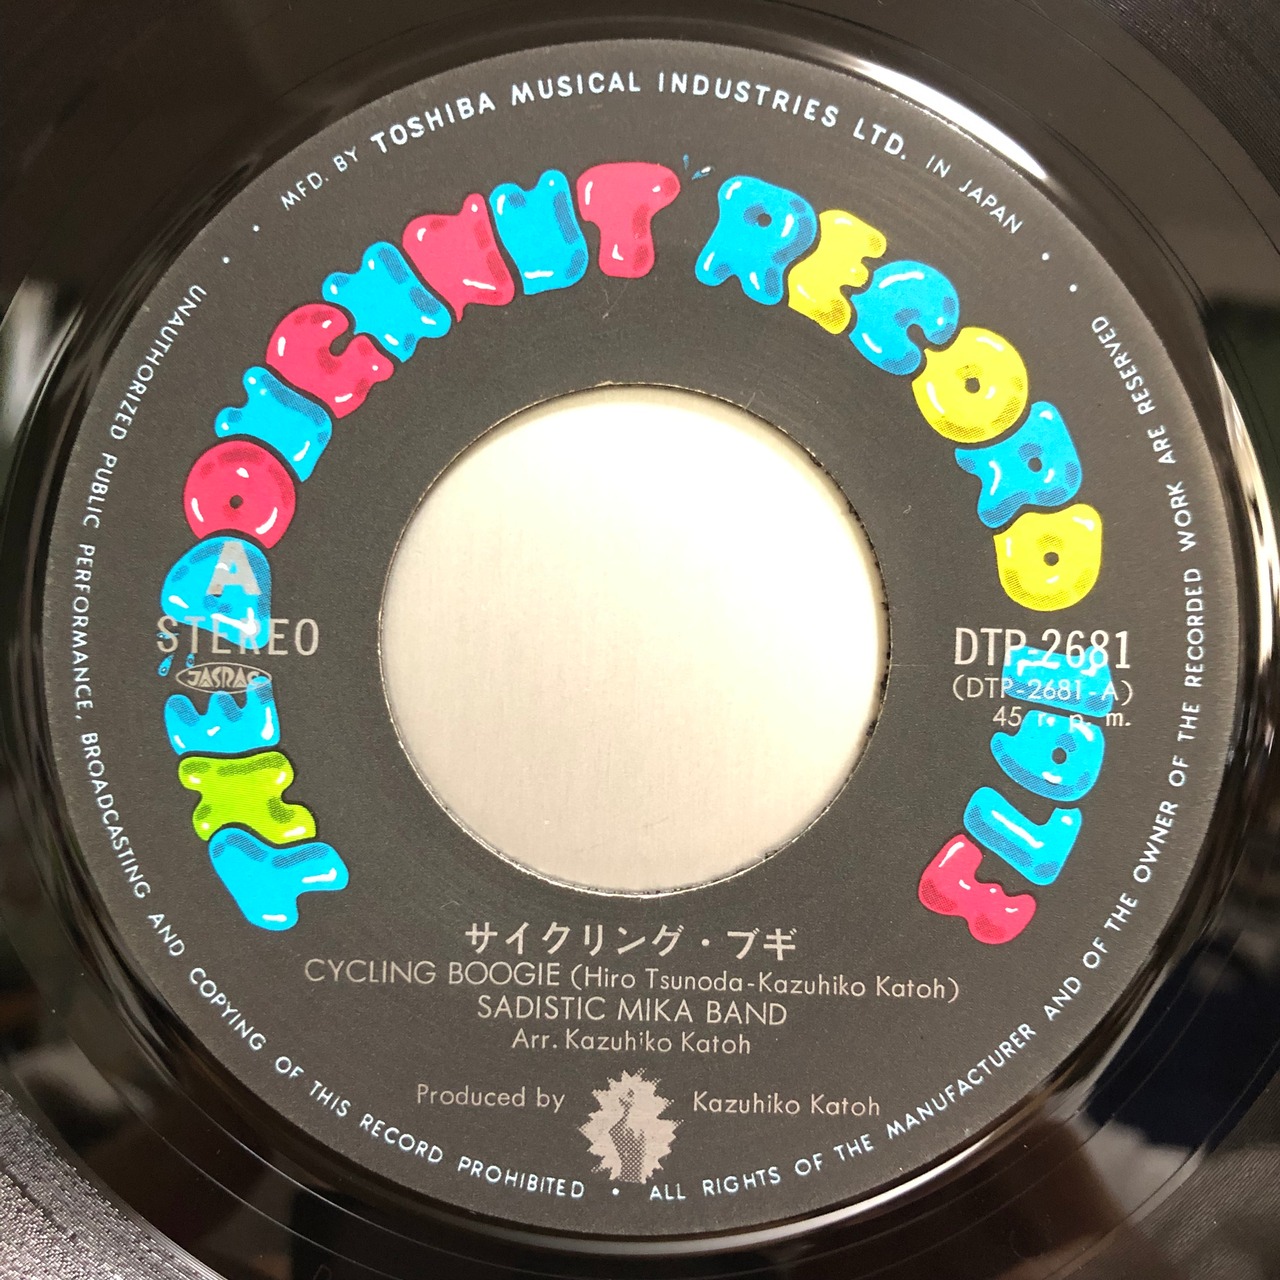 MFD. BY TOSHIBA MUSICAL INDUSTRIES LTD. IN JAPAN
DOUGHNUT RECORD 1973
A
STEREO
JASRAC
DTP-2681
(DTP-2681-A)
45 r. p. m.
サイクリング・ブギ
CYCLING BOOGIE (Hiro Tsunoda-Kazuhiko Katoh)
SADISTIC MIKA BAND
Arr. Kazuhiko Katoh
Produced by Kazuhiko Katoh
UNAUTHORIZED PUBLIC PERFORMANCE, BROADCASTING AND COPYING OF THIS RECORD PROHIBITED • ALL RIGHTS OF THE MANUFACTURER AND OF THE OWNER OF THE RECORDED WORK ARE RESERVED